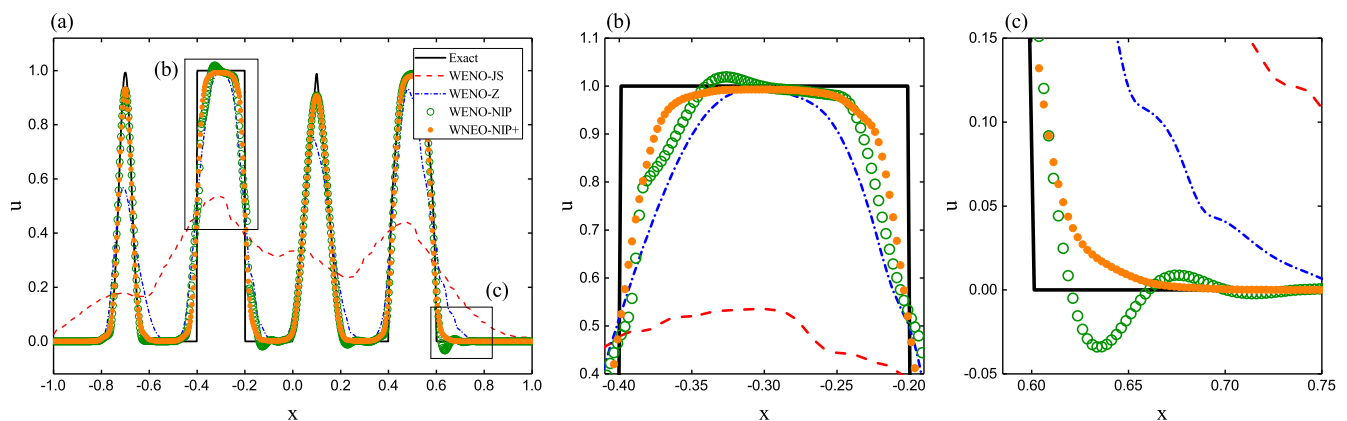 (a)
(b)
(c)
Exact
WENO-JS
WENO-Z
WENO-NIP
WNEO-NIP+
(b)
(c)
1.0
0.8
0.6
0.4
0.2
0.0
u
-1.0 -0.8 -0.6 -0.4 -0.2 0.0 0.2 0.4 0.6 0.8 1.0
x
1.1
1.0
0.9
0.8
0.7
0.6
0.5
0.4
u
-0.40 -0.35 -0.30 -0.25 -0.20
x
0.15
0.10
0.05
0.00
-0.05
u
0.60 0.65 0.70 0.75
x